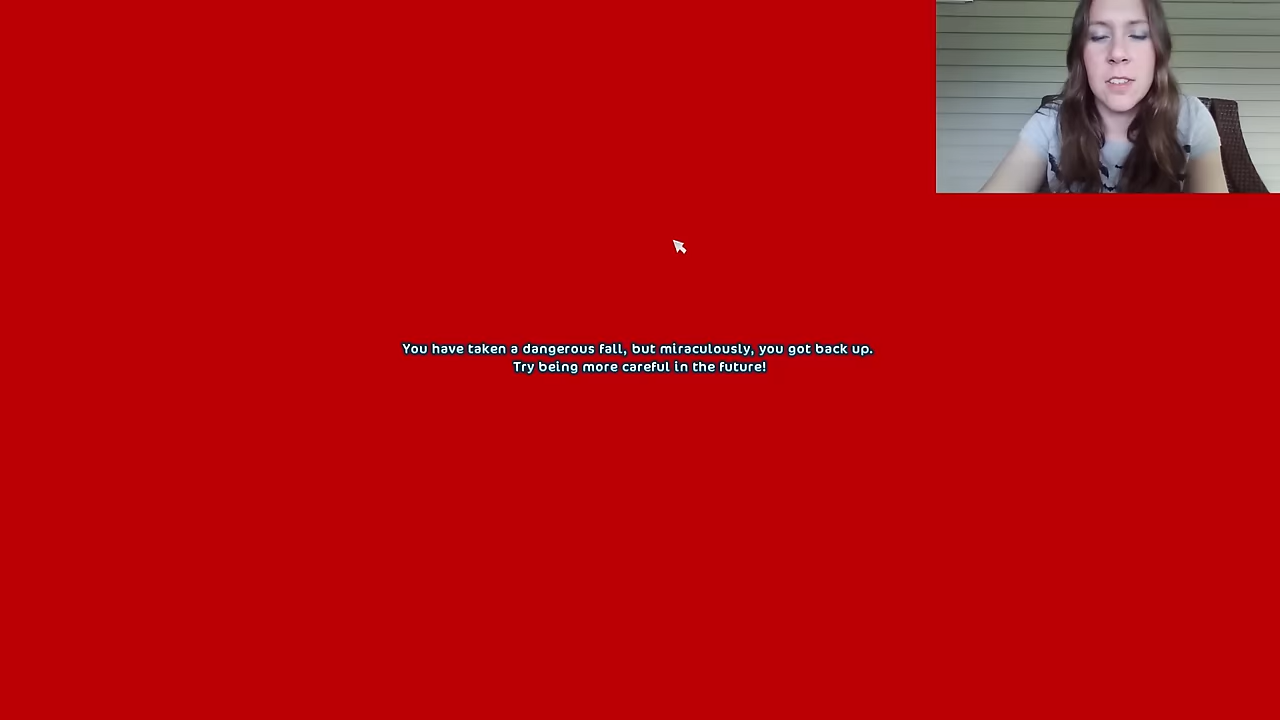 You have taken a dangerous fall, but miraculously, you got back up.
Try being more careful in the future!